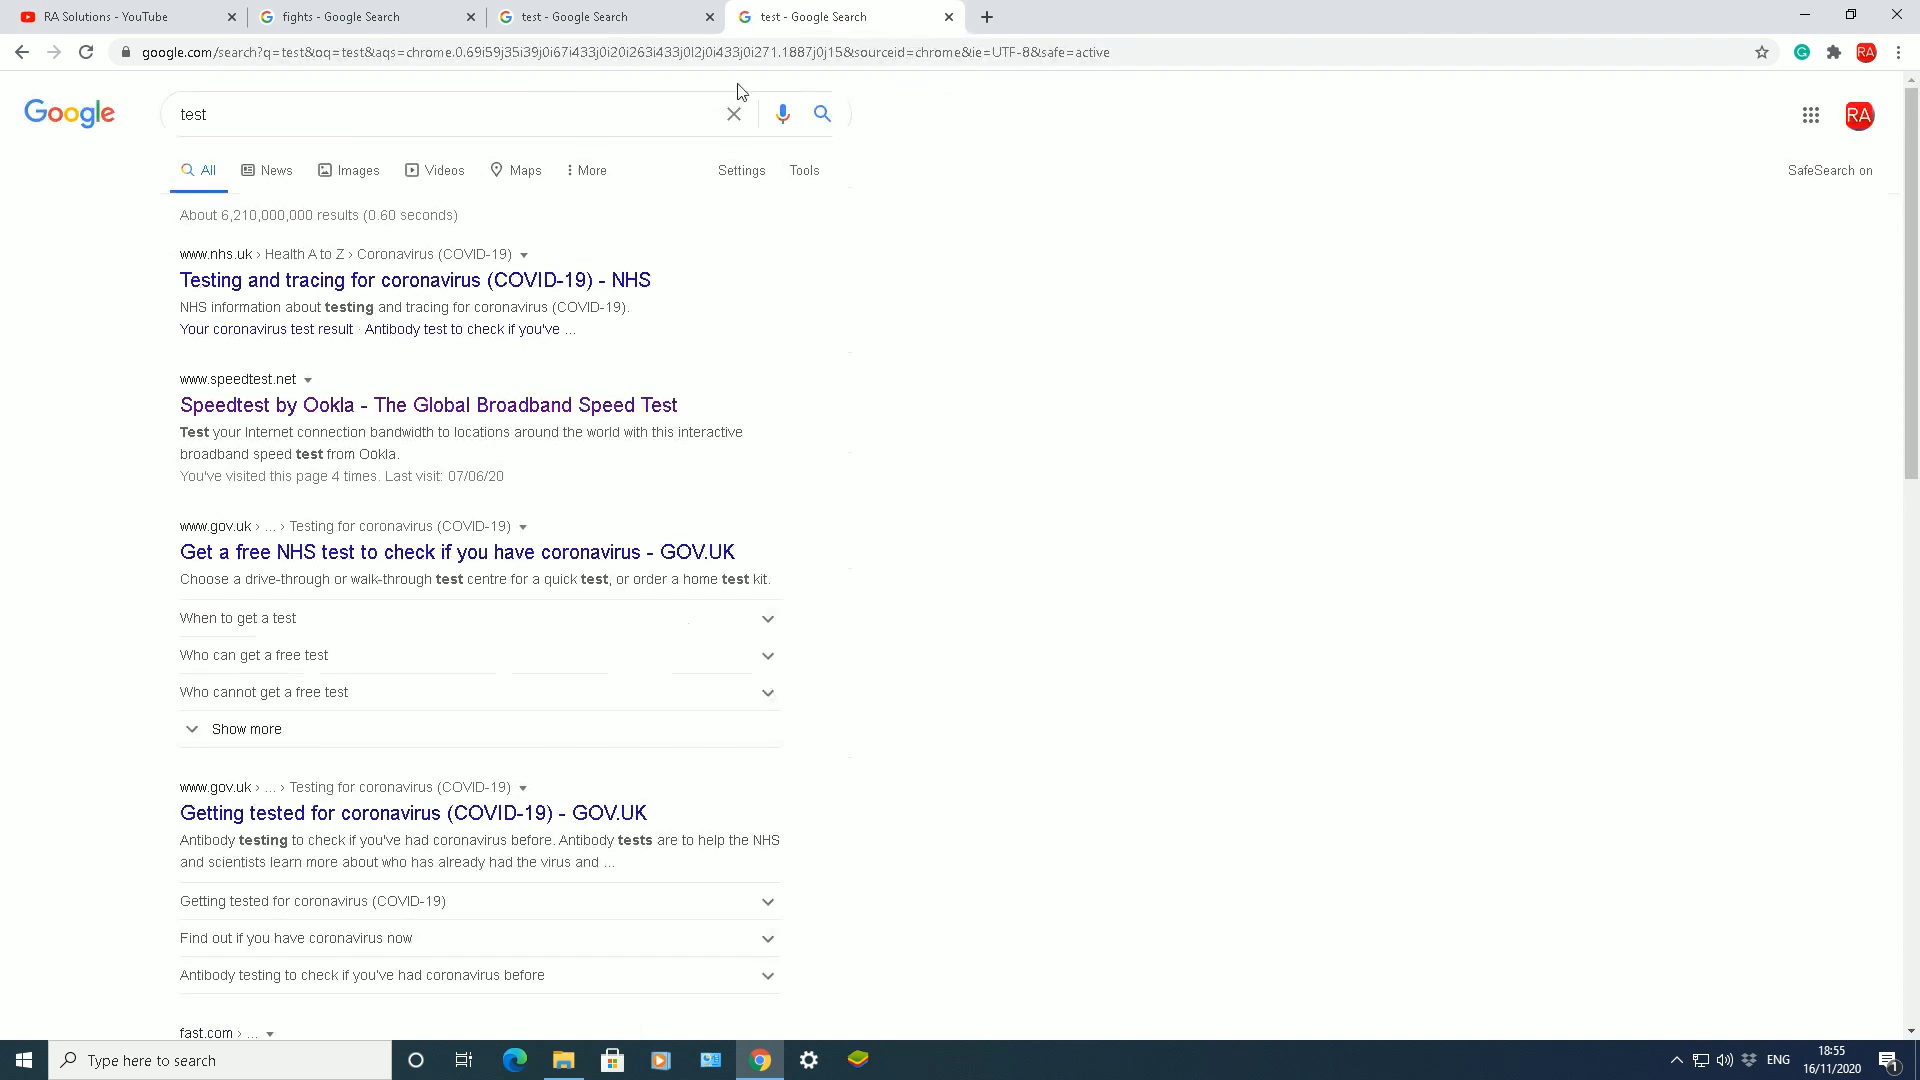 RA Solutions - YouTube
fights - Google Search
test - Google Search
test - Google Search
google.com/search?q=test&oq=test&aqs=chrome.0.69i59j35i39j0i67i433j0i20i263i433j0l2j0i433j0i271.1887j0j15&sourceid=chrome&ie=UTF-8&safe=active
RA
Google
test
RA
All News Images Videos Maps More Settings Tools
SafeSearch on
About 6,210,000,000 results (0.60 seconds)
www.nhs.uk › Health A to Z › Coronavirus (COVID-19)
Testing and tracing for coronavirus (COVID-19) - NHS
NHS information about testing and tracing for coronavirus (COVID-19).
Your coronavirus test result · Antibody test to check if you've ...
www.speedtest.net
Speedtest by Ookla - The Global Broadband Speed Test
Test your Internet connection bandwidth to locations around the world with this interactive
broadband speed test from Ookla.
You've visited this page 4 times. Last visit: 07/06/20
www.gov.uk › ... › Testing for coronavirus (COVID-19)
Get a free NHS test to check if you have coronavirus - GOV.UK
Choose a drive-through or walk-through test centre for a quick test, or order a home test kit.
When to get a test
Who can get a free test
Who cannot get a free test
Show more
www.gov.uk › ... › Testing for coronavirus (COVID-19)
Getting tested for coronavirus (COVID-19) - GOV.UK
Antibody testing to check if you've had coronavirus before. Antibody tests are to help the NHS
and scientists learn more about who has already had the virus and ...
Getting tested for coronavirus (COVID-19)
Find out if you have coronavirus now
Antibody testing to check if you've had coronavirus before
fast.com › ...
Type here to search
ENG
18:55
16/11/2020
1